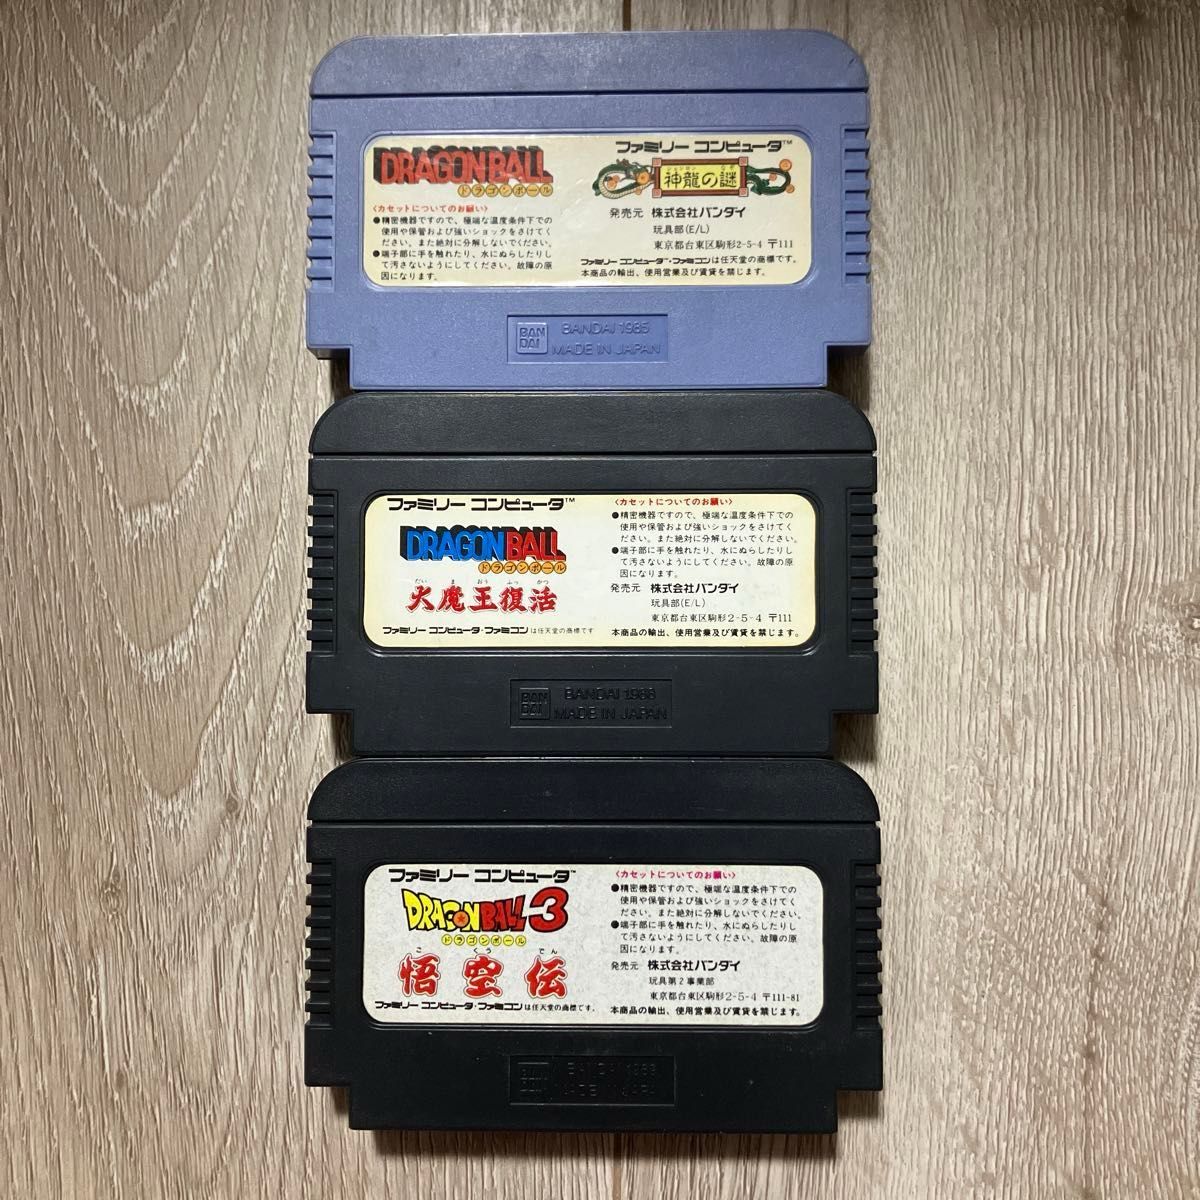 DRAGONBALL
ドラゴンボール
〈カセットについてのお願い〉
●精密機器ですので、極端な温度条件下での
使用や保管および強いショックをさけてく
ださい。また絶対に分解しないでください。
●端子部に手を触れたり、水にぬらしたりし
て汚さないようにしてください。故障の原
因になります。
ファミリー コンピュータ™
シェンロン なぞ
神龍の謎
発売元 株式会社バンダイ
玩具部(E/L)
東京都台東区駒形2-5-4 〒111
ファミリー コンピュータ・ファミコンは任天堂の商標です。
本商品の輸出、使用営業及び賃貸を禁じます。
BAN
DAI
BANDAI 1985
MADE IN JAPAN
ファミリー コンピュータ™
DRAGONBALL
ドラゴンボール
だい ま おう ふっ かつ
大魔王復活
ファミリー コンピュータ・ファミコンは任天堂の商標です
〈カセットについてのお願い〉
●精密機器ですので、極端な温度条件下での
使用や保管および強いショックをさけてく
ださい。また絶対に分解しないでください。
●端子部に手を触れたり、水にぬらしたりし
て汚さないようにしてください。故障の原
因になります。
発売元 株式会社バンダイ
玩具部(E/L)
東京都台東区駒形2-5-4 〒111
本商品の輸出、使用営業及び賃貸を禁じます。
BAN
DAI
BANDAI
MADE IN JAPAN
ファミリー コンピュータ™
DRAGONBALL3
ドラゴンボール
ご くう でん
悟空伝
ファミリー コンピュータ・ファミコンは任天堂の商標です。
〈カセットについてのお願い〉
●精密機器ですので、極端な温度条件下での
使用や保管および強いショックをさけてく
ださい。また絶対に分解しないでください。
●端子部に手を触れたり、水にぬらしたりし
て汚さないようにしてください。故障の原
因になります。
発売元 株式会社バンダイ
玩具第2事業部
東京都台東区駒形2-5-4 〒111-81
本商品の輸出、使用営業及び賃貸を禁じます。